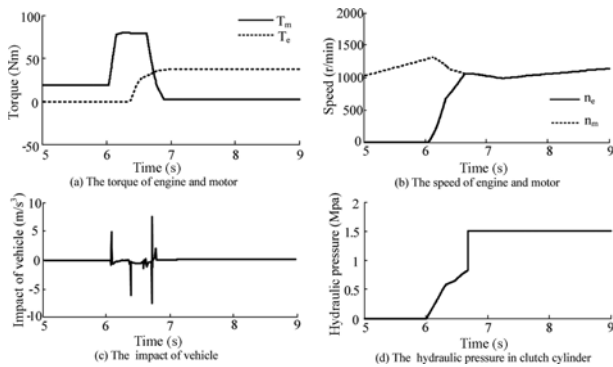 100
50
0
-50
Torque (Nm)
Tm
Te
5 6 7 8 9
Time (s)
(a) The torque of engine and motor
2000
1500
1000
500
0
Speed (r/min)
ne
nm
5 6 7 8 9
Time (s)
(b) The speed of engine and motor
10
5
0
-5
-10
Impact of vehicle (m/s³)
5 6 7 8 9
Time (s)
(c) The impact of vehicle
2
1.5
1
0.5
0
Hydraulic pressure (Mpa)
5 6 7 8 9
Time (s)
(d) The hydraulic pressure in clutch cylinder